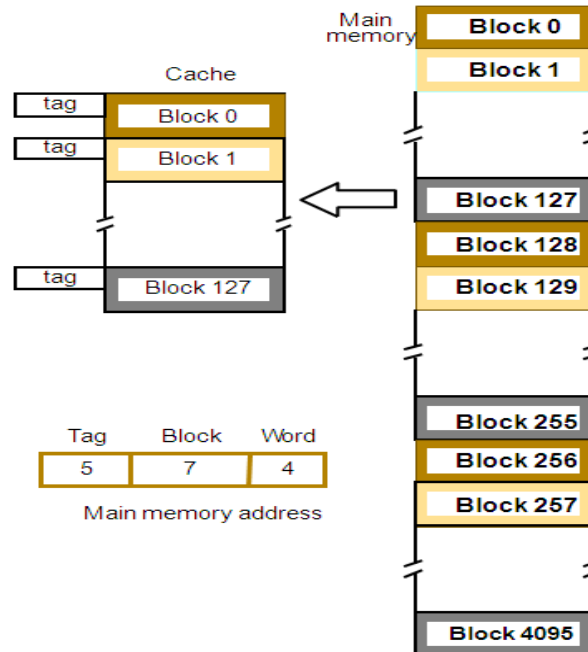 Main
memory
Block 0
Block 1
Cache
tag
Block 0
tag
Block 1
tag
Block 127
Block 127
Block 128
Block 129
Block 255
Block 256
Block 257
Block 4095
Tag Block Word
5 7 4
Main memory address